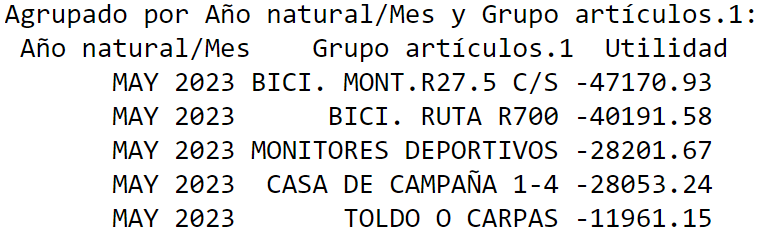 Agrupado por Año natural/Mes y Grupo artículos.1:
Año natural/Mes Grupo artículos.1 Utilidad
MAY 2023 BICI. MONT.R27.5 C/S -47170.93
MAY 2023 BICI. RUTA R700 -40191.58
MAY 2023 MONITORES DEPORTIVOS -28201.67
MAY 2023 CASA DE CAMPAÑA 1-4 -28053.24
MAY 2023 TOLDO O CARPAS -11961.15